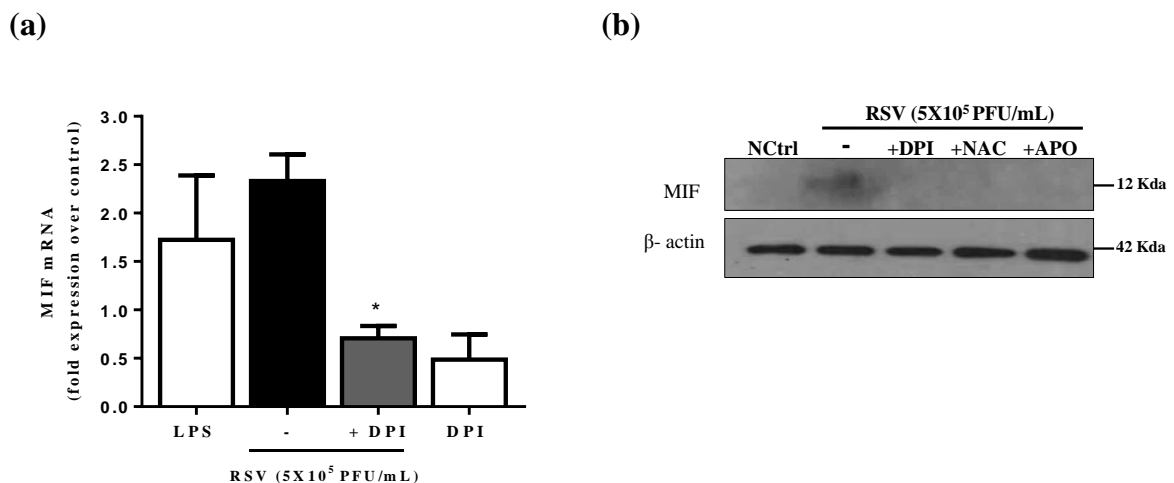 (a)
MIF mRNA
(fold expression over control)
3.0
2.5
2.0
1.5
1.0
0.5
0.0
*
LPS - + DPI DPI
RSV (5X10⁵ PFU/mL)
(b)
RSV (5X10⁵ PFU/mL)
NCtrl - +DPI +NAC +APO
MIF 12 Kda
β- actin 42 Kda